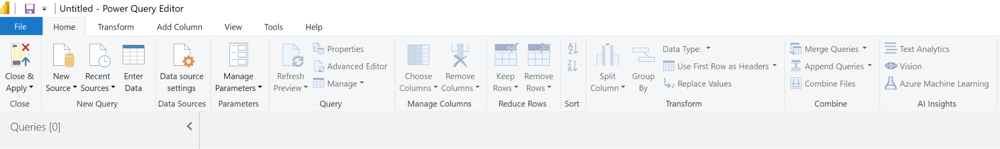 Untitled - Power Query Editor
File Home Transform Add Column View Tools Help
Close & Apply
Close
New Source
Recent Sources
Enter Data
New Query
Data source settings
Data Sources
Manage Parameters
Parameters
Refresh Preview
Properties
Advanced Editor
Manage
Query
Choose Columns
Remove Columns
Manage Columns
Keep Rows
Remove Rows
Reduce Rows
A Z
Z A
Sort
Split Column
Group By
Data Type:
Use First Row as Headers
1 2 Replace Values
Transform
Merge Queries
Append Queries
Combine Files
Combine
Text Analytics
Vision
Azure Machine Learning
AI Insights
Queries [0]